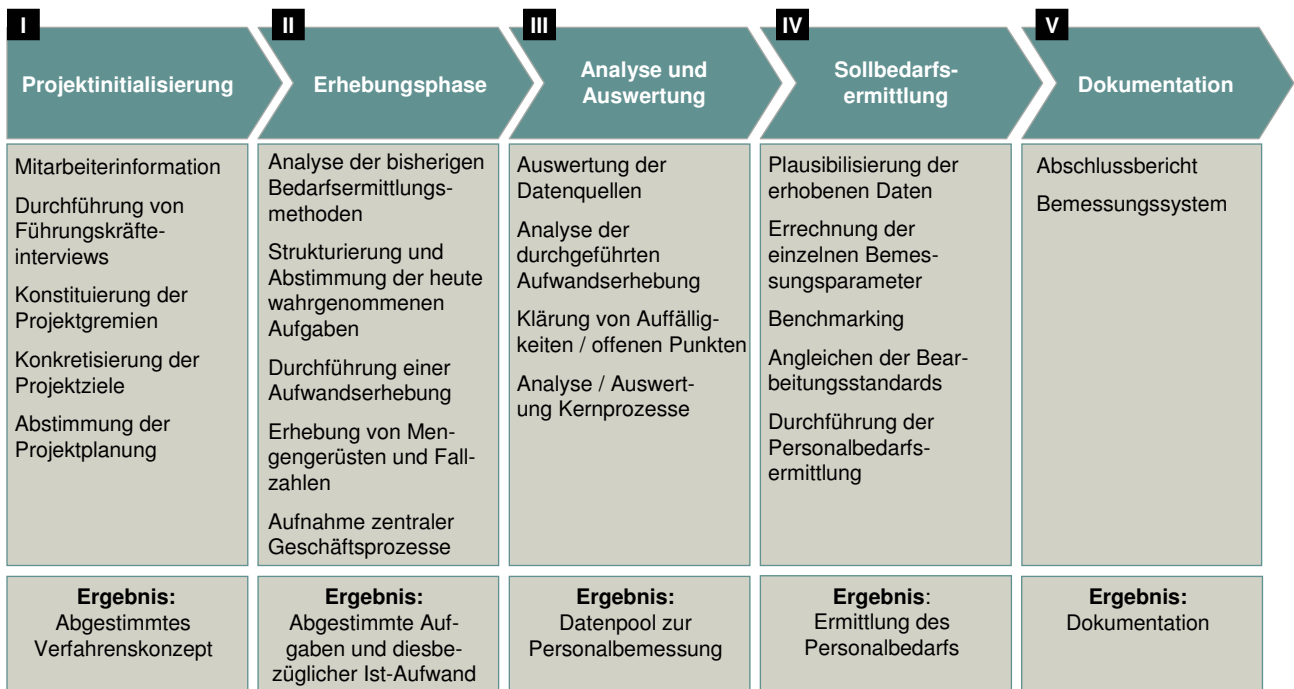 I
Projektinitialisierung
Mitarbeiterinformation
Durchführung von
Führungskräfte-
interviews
Konstituierung der
Projektgremien
Konkretisierung der
Projektziele
Abstimmung der
Projektplanung
Ergebnis:
Abgestimmtes
Verfahrenskonzept
II
Erhebungsphase
Analyse der bisherigen
Bedarfsermittlungs-
methoden
Strukturierung und
Abstimmung der heute
wahrgenommenen
Aufgaben
Durchführung einer
Aufwandserhebung
Erhebung von Men-
gengerüsten und Fall-
zahlen
Aufnahme zentraler
Geschäftsprozesse
Ergebnis:
Abgestimmte Auf-
gaben und diesbe-
züglicher Ist-Aufwand
III
Analyse und
Auswertung
Auswertung der
Datenquellen
Analyse der
durchgeführten
Aufwandserhebung
Klärung von Auffällig-
keiten / offenen Punkten
Analyse / Auswert-
ung Kernprozesse
Ergebnis:
Datenpool zur
Personalbemessung
IV
Sollbedarfs-
ermittlung
Plausibilisierung der
erhobenen Daten
Errechnung der
einzelnen Bemes-
sungsparameter
Benchmarking
Angleichen der Bear-
beitungsstandards
Durchführung der
Personalbedarfs-
ermittlung
Ergebnis:
Ermittlung des
Personalbedarfs
V
Dokumentation
Abschlussbericht
Bemessungssystem
Ergebnis:
Dokumentation